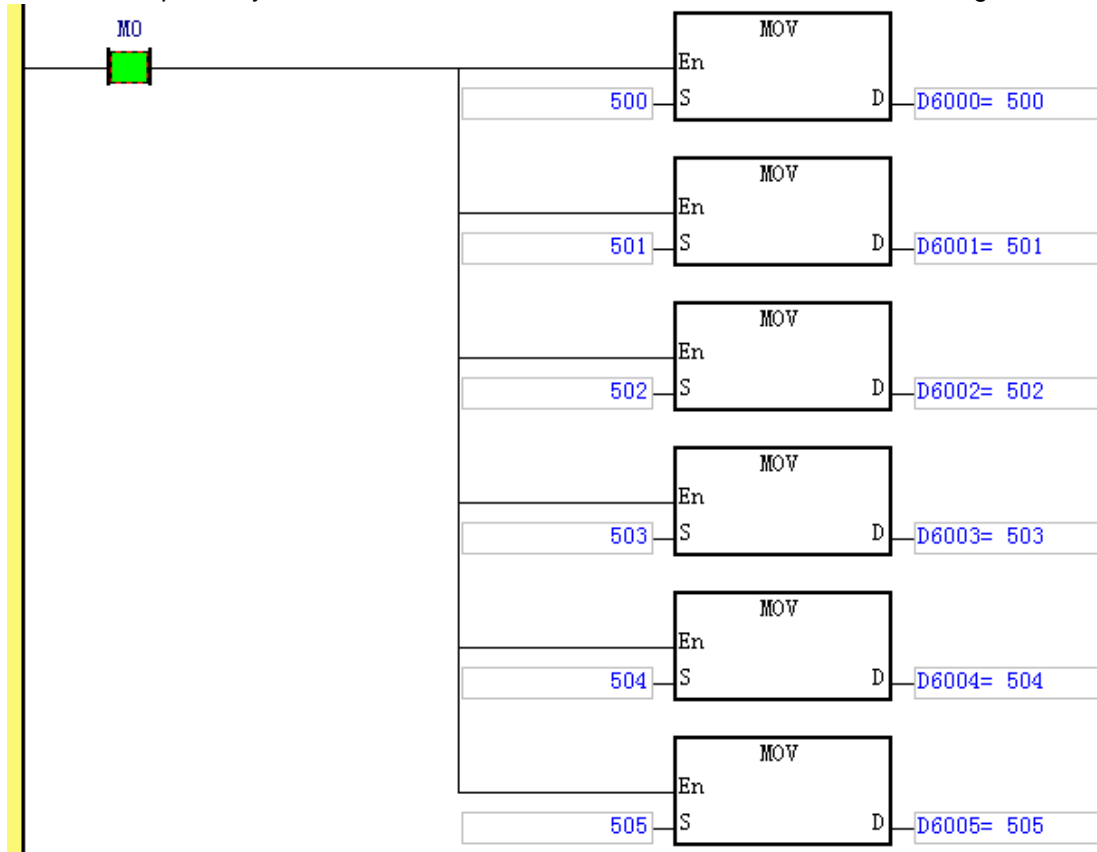 M0
MOV
En
500 S D D6000= 500
MOV
En
501 S D D6001= 501
MOV
En
502 S D D6002= 502
MOV
En
503 S D D6003= 503
MOV
En
504 S D D6004= 504
MOV
En
505 S D D6005= 505